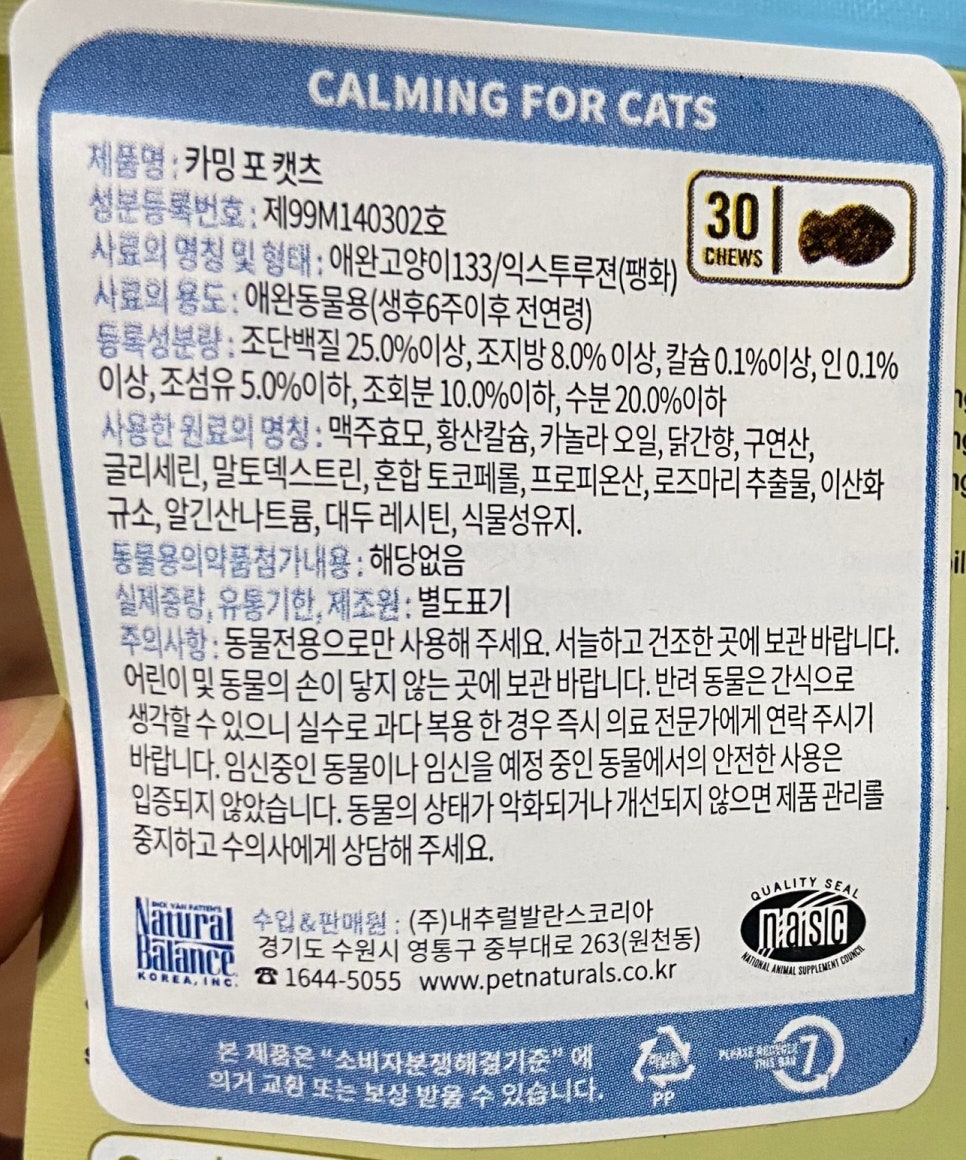 CALMING FOR CATS
제품명 : 카밍 포 캣츠
성분등록번호 : 제99M140302호
사료의 명칭 및 형태 : 애완고양이133/익스투루젼(팽화)
30
CHEWS
사료의 용도 : 애완동물용(생후6주이후 전연령)
등록성분량 : 조단백질 25.0%이상, 조지방 8.0% 이상, 칼슘 0.1%이상, 인 0.1%
이상, 조섬유 5.0%이하, 조회분 10.0%이하, 수분 20.0%이하
사용한 원료의 명칭 : 맥주효모, 황산칼슘, 카놀라 오일, 닭간향, 구연산,
글리세린, 말토덱스트린, 혼합 토코페롤, 프로피온산, 로즈마리 추출물, 이산화
규소, 알긴산나트륨, 대두 레시틴, 식물성유지.
동물용의약품첨가내용 : 해당없음
실제중량, 유통기한, 제조원 : 별도표기
주의사항 : 동물전용으로만 사용해 주세요. 서늘하고 건조한 곳에 보관 바랍니다.
어린이 및 동물의 손이 닿지 않는 곳에 보관 바랍니다. 반려 동물은 간식으로
생각할 수 있으니 실수로 과다 복용 한 경우 즉시 의료 전문가에게 연락 주시기
바랍니다. 임신중인 동물이나 임신을 예정 중인 동물에서의 안전한 사용은
입증되지 않았습니다. 동물의 상태가 악화되거나 개선되지 않으면 제품 관리를
중지하고 수의사에게 상담해 주세요.
DICK VAN PATTEN'S
Natural
Balance
KOREA, INC.
수입&판매원 : (주)내추럴발란스코리아
경기도 수원시 영통구 중부대로 263(원천동)
☎ 1644-5055 www.petnaturals.co.kr
QUALITY SEAL
nasc
NATIONAL ANIMAL SUPPLEMENT COUNCIL
본 제품은 "소비자분쟁해결기준" 에
의거 교환 또는 보상 받을 수 있습니다.
PP
PLEASE RECYCLE
THIS BAG
7